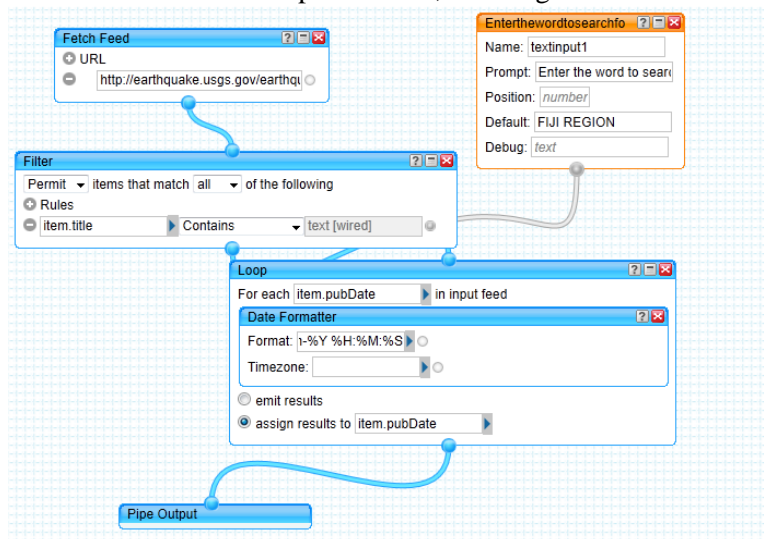 Fetch Feed
URL
http://earthquake.usgs.gov/earthqu
Enterthewordtosearchfo
Name: textinput1
Prompt: Enter the word to searc
Position: number
Default: FIJI REGION
Debug: text
Filter
Permit items that match all of the following
Rules
item.title Contains text [wired]
Loop
For each item.pubDate in input feed
Date Formatter
Format: -%Y %H:%M:%S
Timezone:
emit results
assign results to item.pubDate
Pipe Output